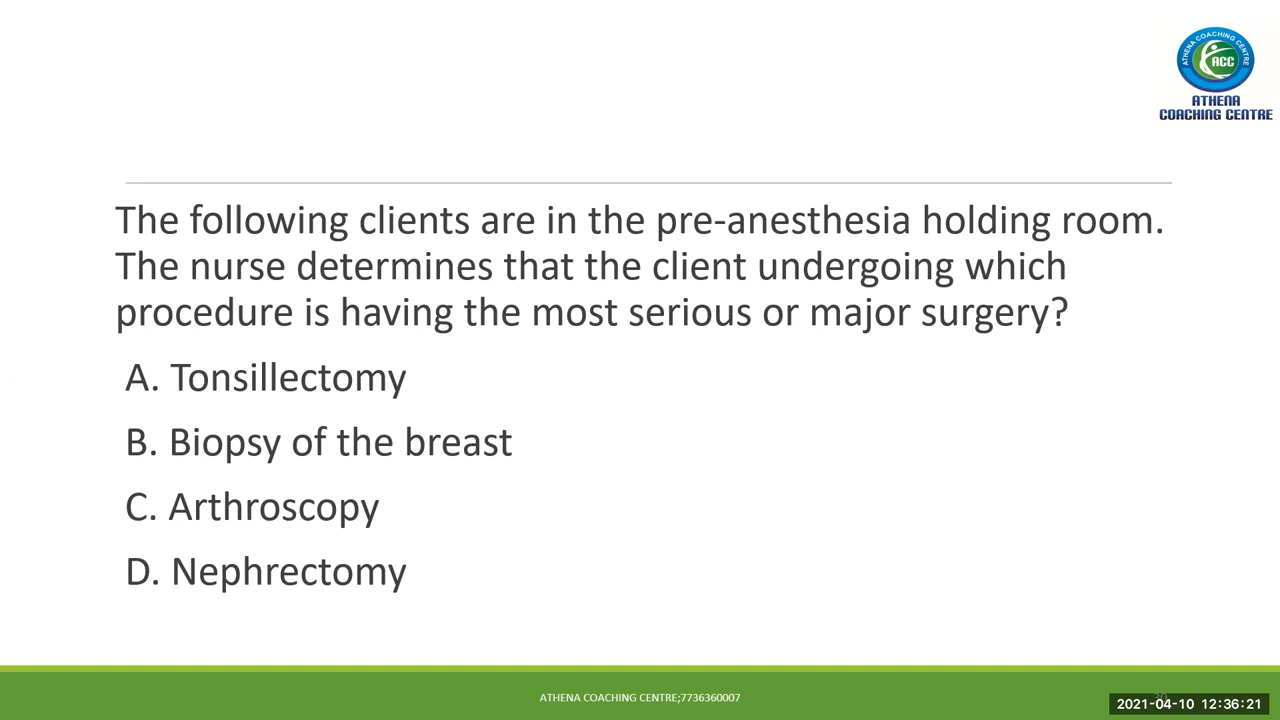 ATHENA COACHING CENTRE
ACC
ATHENA
COACHING CENTRE
The following clients are in the pre-anesthesia holding room.
The nurse determines that the client undergoing which
procedure is having the most serious or major surgery?
A. Tonsillectomy
B. Biopsy of the breast
C. Arthroscopy
D. Nephrectomy
ATHENA COACHING CENTRE;7736360007
2021-04-10 12:36:21